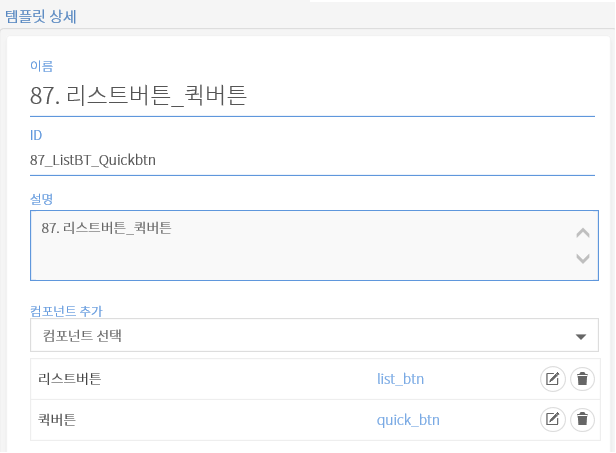 템플릿 상세
이름
87. 리스트버튼_퀵버튼
ID
87_ListBT_Quickbtn
설명
87. 리스트버튼_퀵버튼
컴포넌트 추가
컴포넌트 선택
리스트버튼 list_btn
퀵버튼 quick_btn